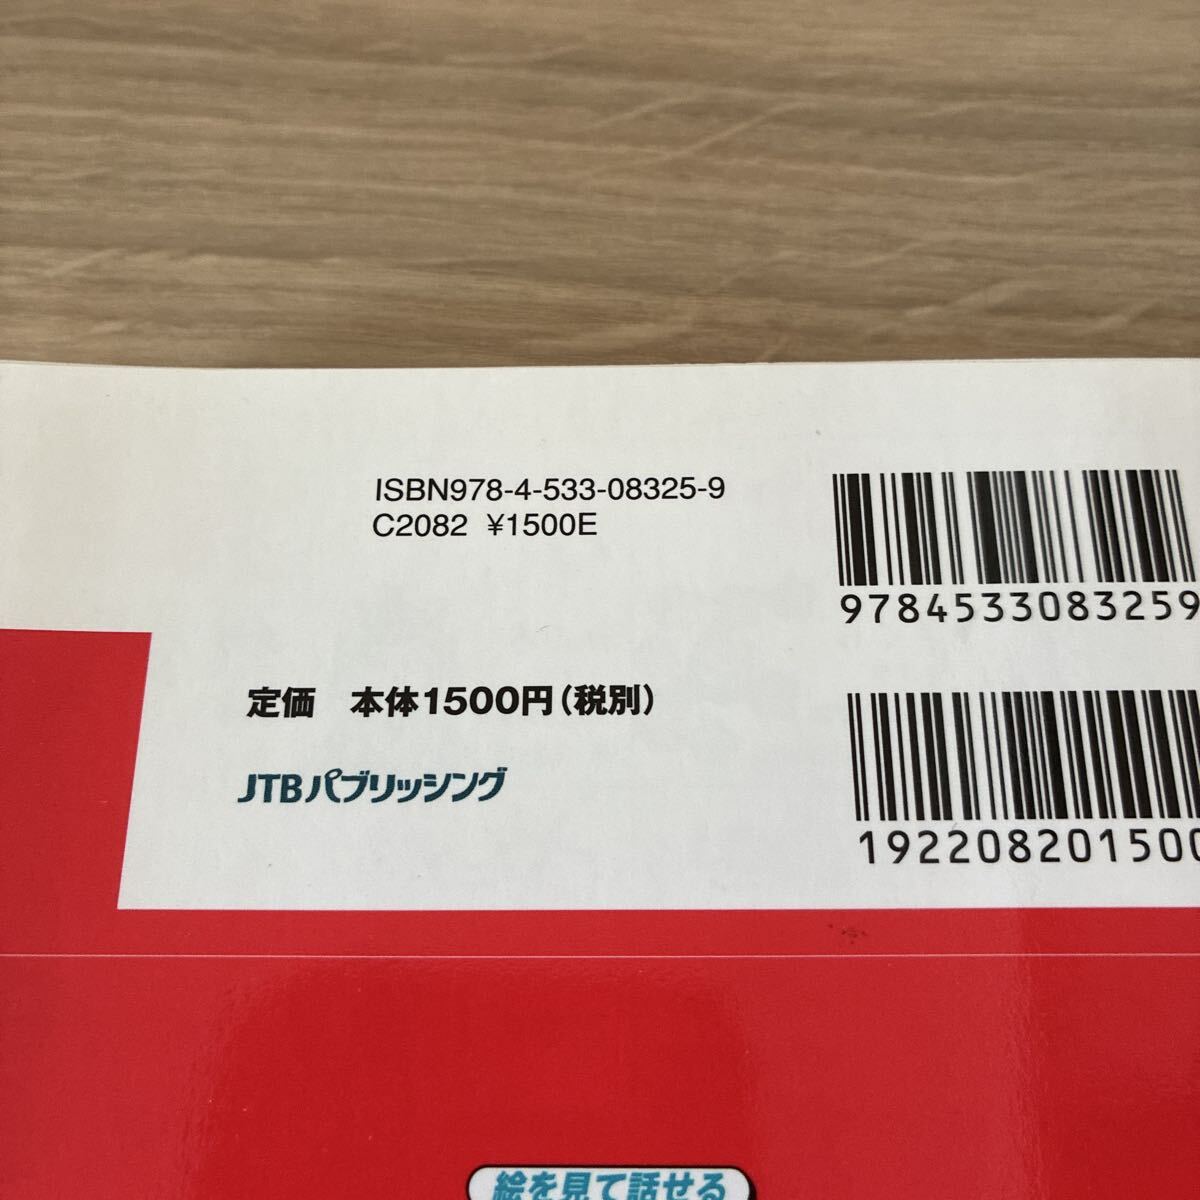 ISBN978-4-533-08325-9
C2082 ¥1500E
9784533083259
定価 本体1500円(税別)
192208201500
JTBパブリッシング
絵を見て話せる